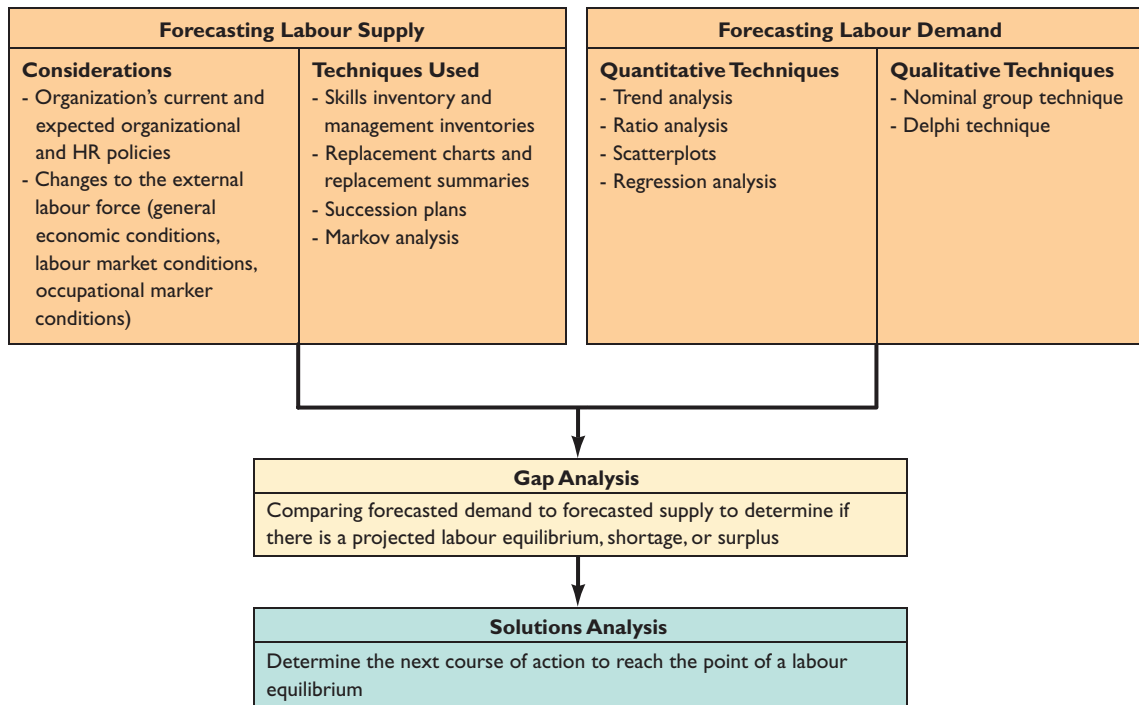 Forecasting Labour Supply
Considerations
- Organization's current and
expected organizational
and HR policies
- Changes to the external
labour force (general
economic conditions,
labour market conditions,
occupational marker
conditions)
Techniques Used
- Skills inventory and
management inventories
- Replacement charts and
replacement summaries
- Succession plans
- Markov analysis
Forecasting Labour Demand
Quantitative Techniques
- Trend analysis
- Ratio analysis
- Scatterplots
- Regression analysis
Qualitative Techniques
- Nominal group technique
- Delphi technique
Gap Analysis
Comparing forecasted demand to forecasted supply to determine if
there is a projected labour equilibrium, shortage, or surplus
Solutions Analysis
Determine the next course of action to reach the point of a labour
equilibrium